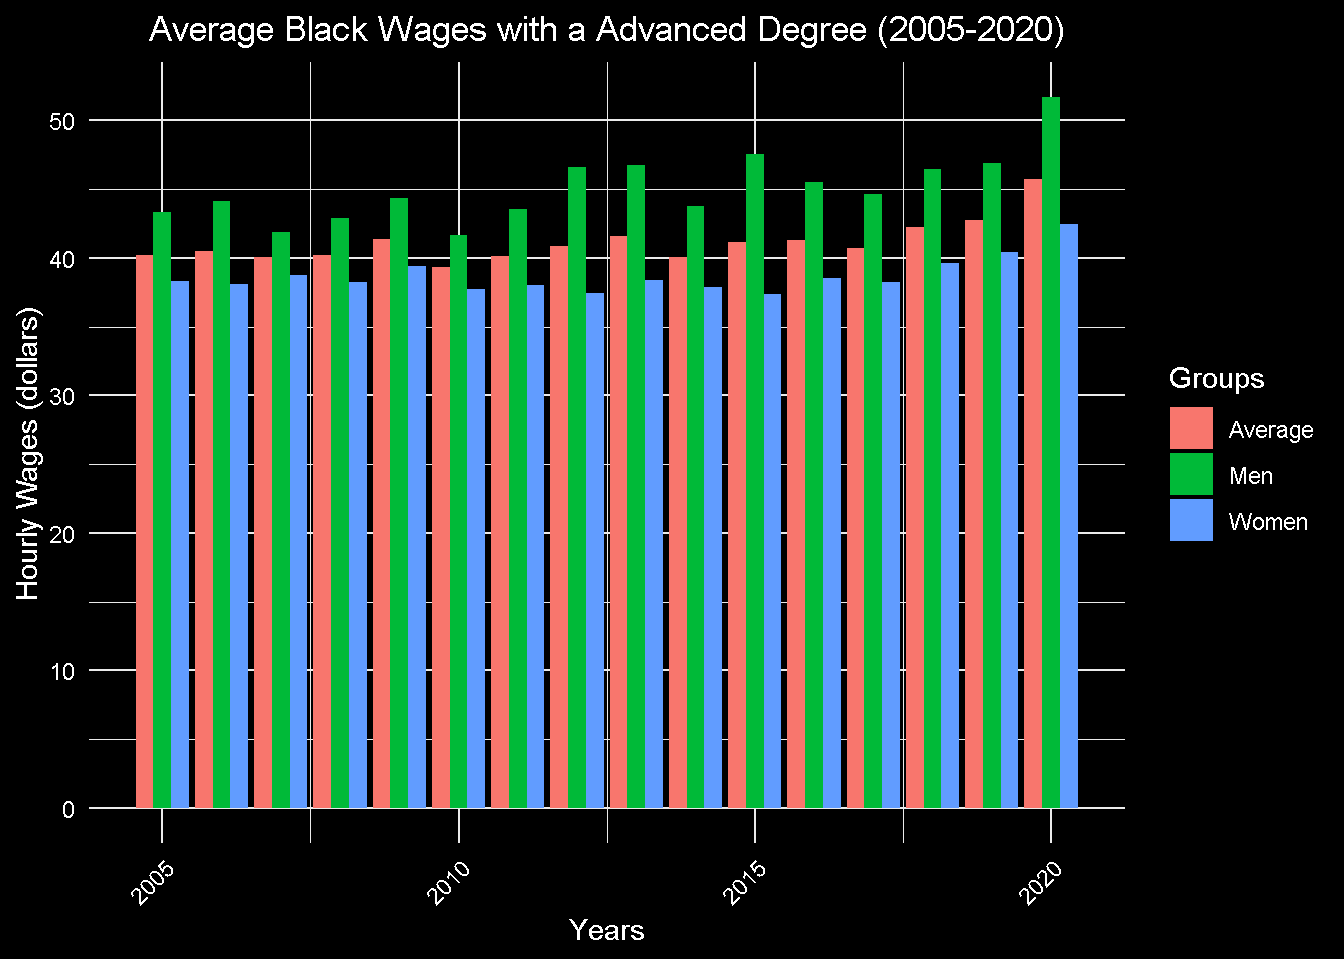 Average Black Wages with a Advanced Degree (2005-2020)
Hourly Wages (dollars)
50
40
30
20
10
0
2005
2010
2015
2020
Years
Groups
Average
Men
Women